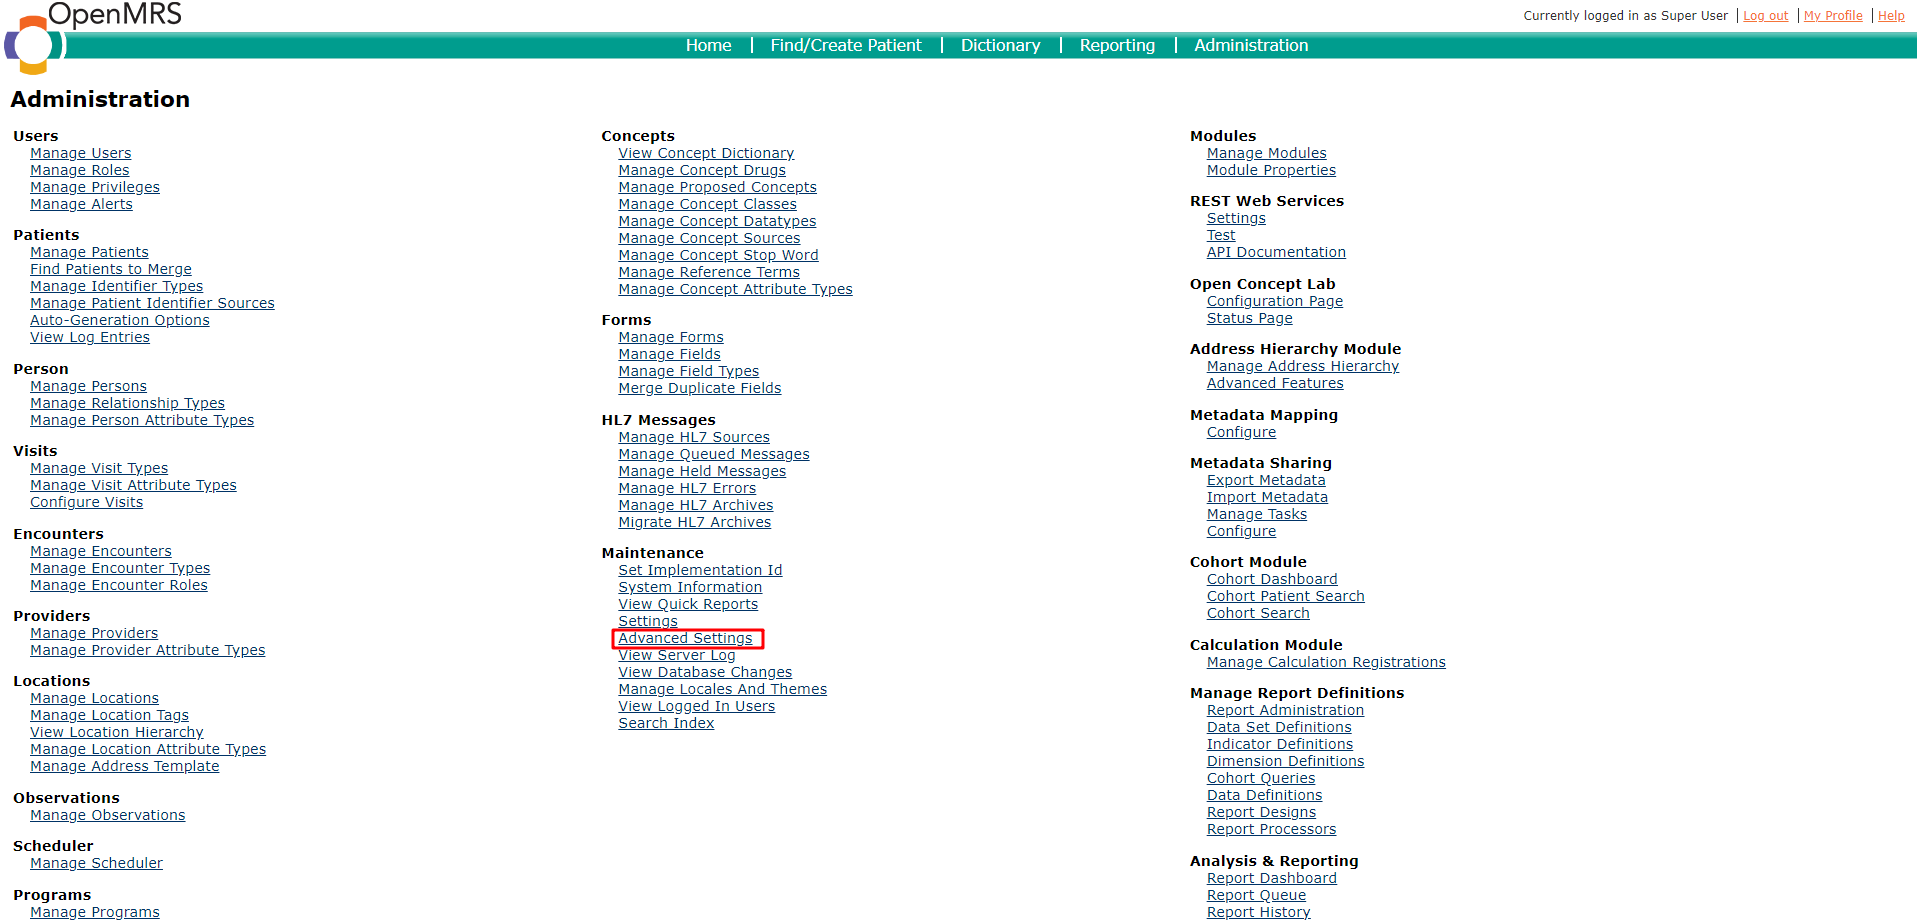 OpenMRS
Currently logged in as Super User | Log out | My Profile | Help
Home | Find/Create Patient | Dictionary | Reporting | Administration
Administration
Users
Manage Users
Manage Roles
Manage Privileges
Manage Alerts
Patients
Manage Patients
Find Patients to Merge
Manage Identifier Types
Manage Patient Identifier Sources
Auto-Generation Options
View Log Entries
Person
Manage Persons
Manage Relationship Types
Manage Person Attribute Types
Visits
Manage Visit Types
Manage Visit Attribute Types
Configure Visits
Encounters
Manage Encounters
Manage Encounter Types
Manage Encounter Roles
Providers
Manage Providers
Manage Provider Attribute Types
Locations
Manage Locations
Manage Location Tags
View Location Hierarchy
Manage Location Attribute Types
Manage Address Template
Observations
Manage Observations
Scheduler
Manage Scheduler
Programs
Manage Programs
Concepts
View Concept Dictionary
Manage Concept Drugs
Manage Proposed Concepts
Manage Concept Classes
Manage Concept Datatypes
Manage Concept Sources
Manage Concept Stop Word
Manage Reference Terms
Manage Concept Attribute Types
Forms
Manage Forms
Manage Fields
Manage Field Types
Merge Duplicate Fields
HL7 Messages
Manage HL7 Sources
Manage Queued Messages
Manage Held Messages
Manage HL7 Errors
Manage HL7 Archives
Migrate HL7 Archives
Maintenance
Set Implementation Id
System Information
View Quick Reports
Settings
Advanced Settings
View Server Log
View Database Changes
Manage Locales And Themes
View Logged In Users
Search Index
Modules
Manage Modules
Module Properties
REST Web Services
Settings
Test
API Documentation
Open Concept Lab
Configuration Page
Status Page
Address Hierarchy Module
Manage Address Hierarchy
Advanced Features
Metadata Mapping
Configure
Metadata Sharing
Export Metadata
Import Metadata
Manage Tasks
Configure
Cohort Module
Cohort Dashboard
Cohort Patient Search
Cohort Search
Calculation Module
Manage Calculation Registrations
Manage Report Definitions
Report Administration
Data Set Definitions
Indicator Definitions
Dimension Definitions
Cohort Queries
Data Definitions
Report Designs
Report Processors
Analysis & Reporting
Report Dashboard
Report Queue
Report History